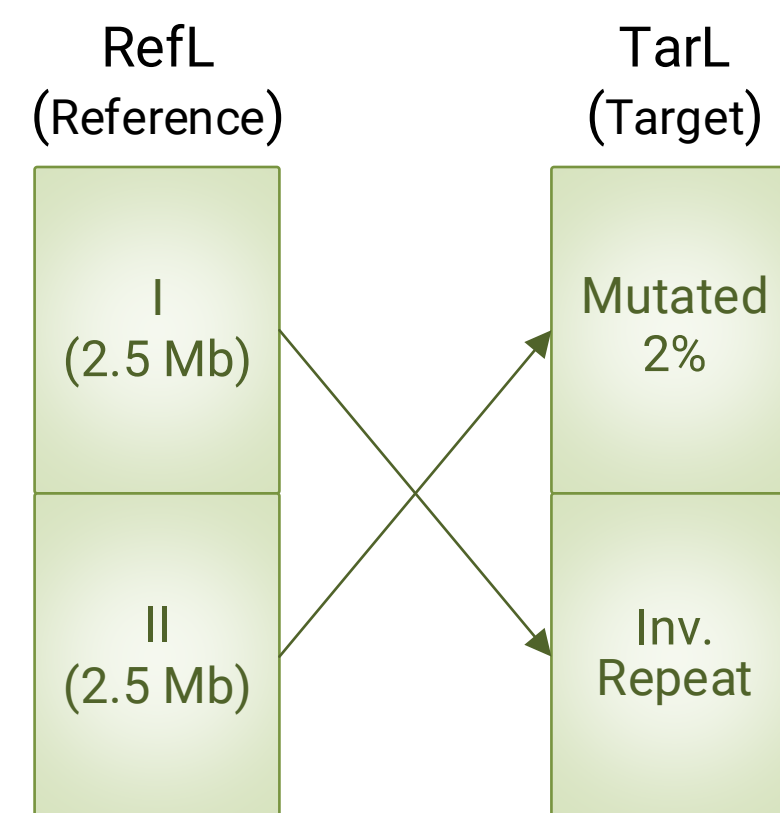 RefL
(Reference)
TarL
(Target)
I
(2.5 Mb)
Mutated
2%
II
(2.5 Mb)
Inv.
Repeat